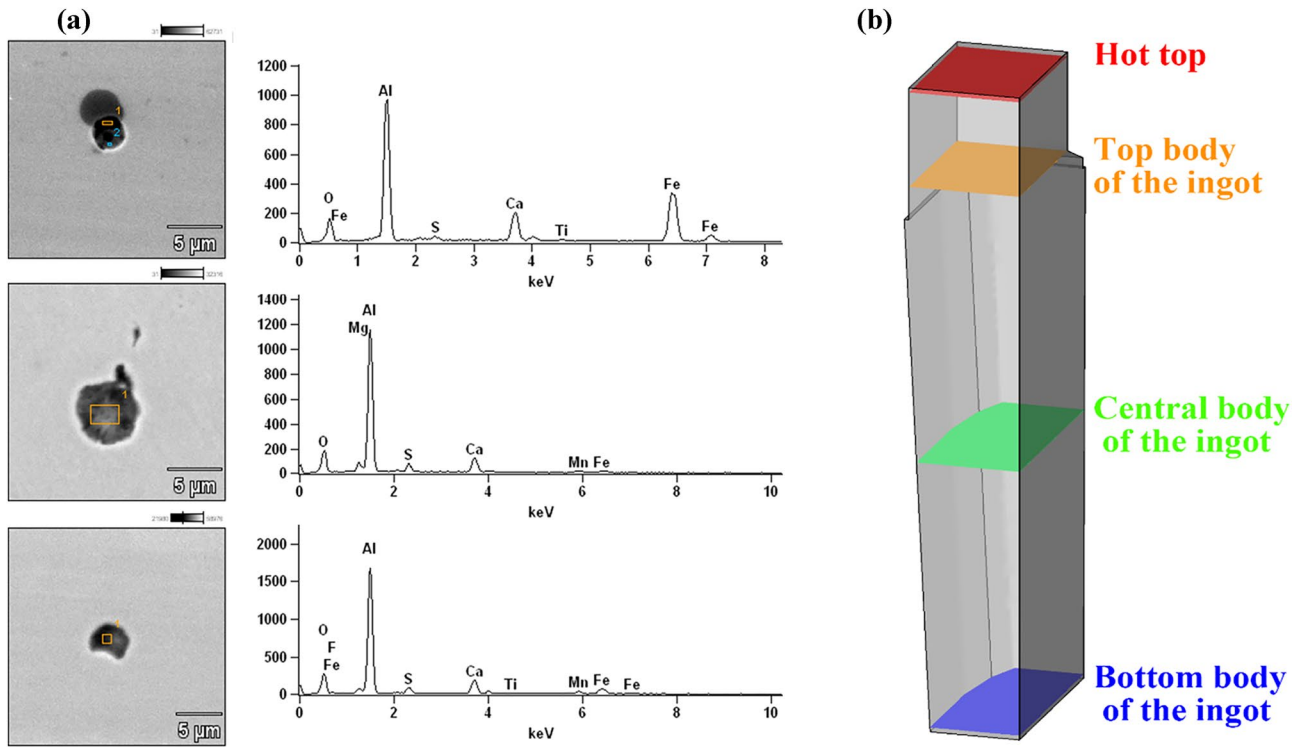 (a)
(b)
31 62731
1
2
5 μm
1200
1000
800
600
400
200
0
O
Fe
Al
S
Ca
Ti
Fe
Fe
0 1 2 3 4 5 6 7 8
keV
31 32316
1
5 μm
1400
1200
1000
800
600
400
200
0
O
Mg
Al
S
Ca
Mn Fe
0 2 4 6 8 10
keV
1
5 μm
2000
1500
1000
500
0
O
F
Fe
Al
S
Ca
Ti
Mn Fe Fe
0 2 4 6 8 10
keV
Hot top
Top body
of the ingot
Central body
of the ingot
Bottom body
of the ingot